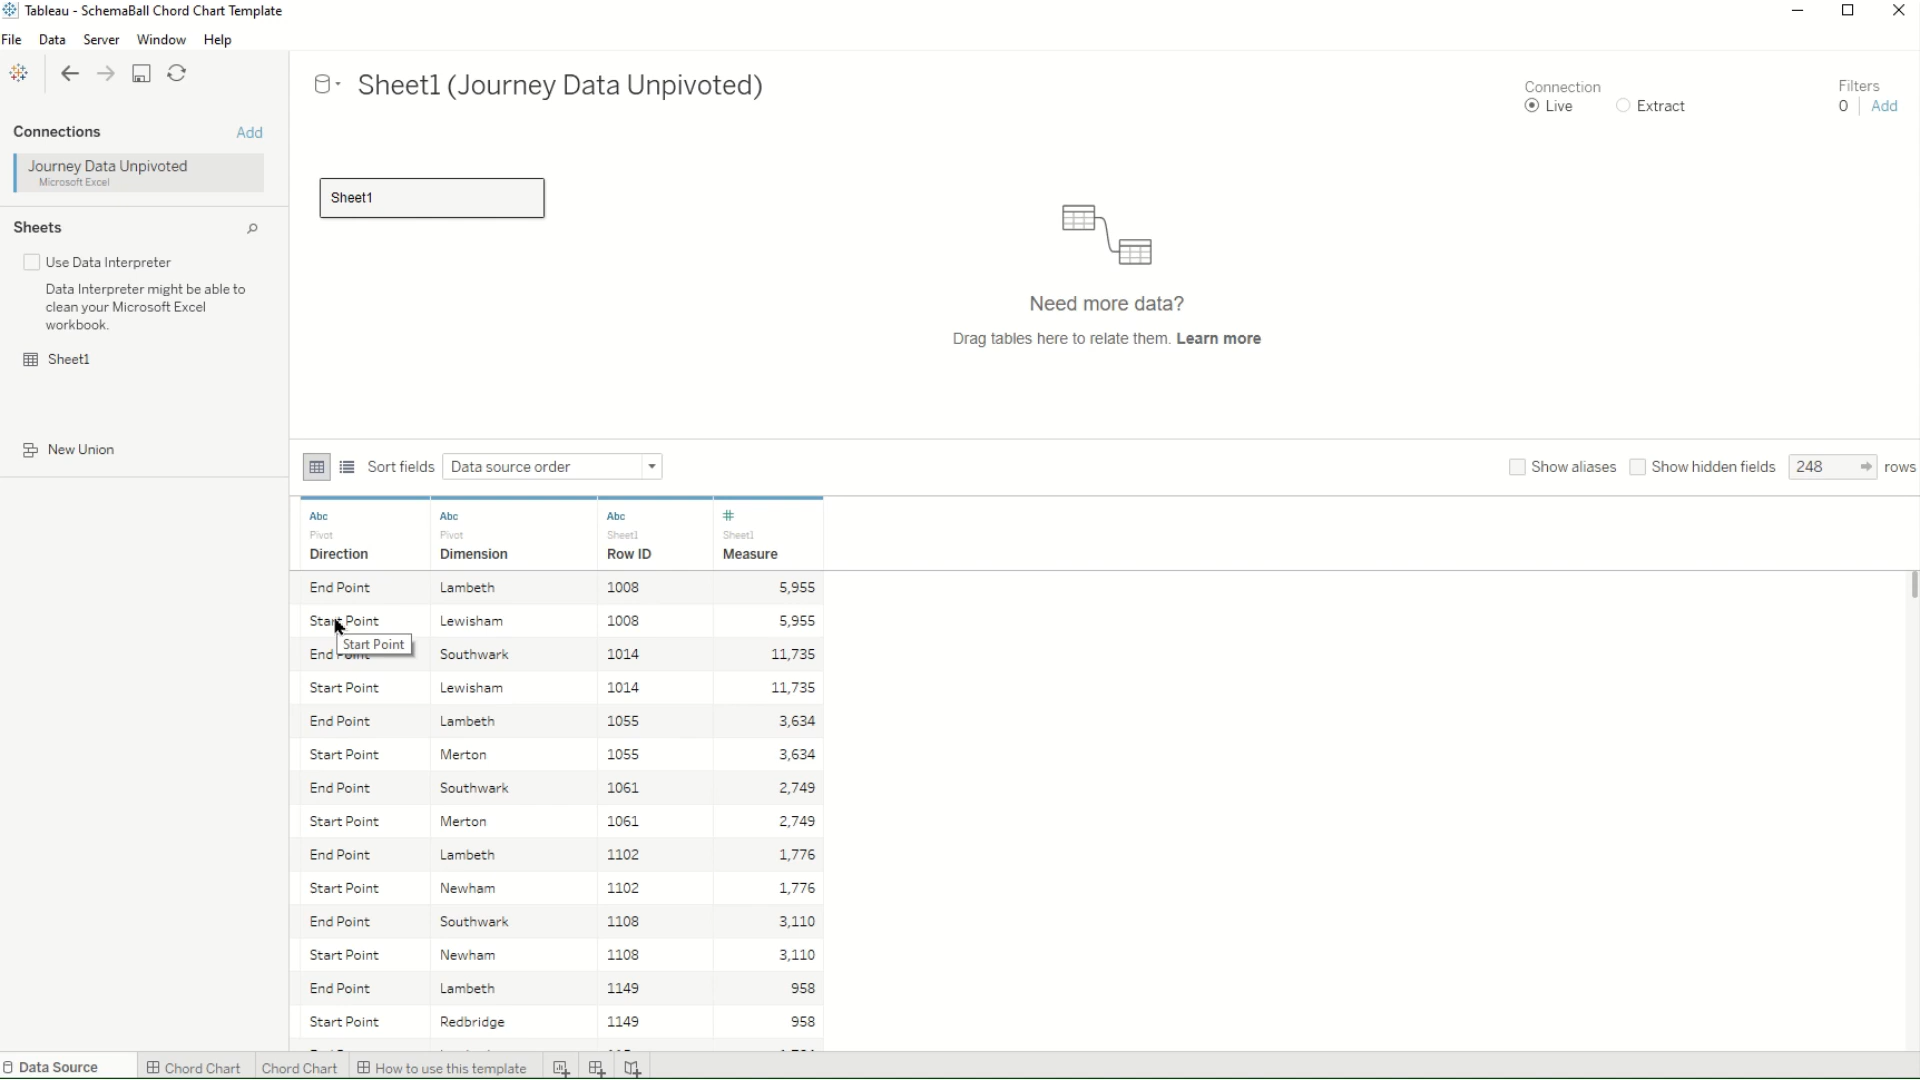 Tableau - SchemaBall Chord Chart Template
File Data Server Window Help
Sheet1 (Journey Data Unpivoted)
Connection
Live Extract
Filters
0 Add
Connections Add
Journey Data Unpivoted
Microsoft Excel
Sheets
Use Data Interpreter
Data Interpreter might be able to
clean your Microsoft Excel
workbook.
Sheet1
New Union
Sheet1
Need more data?
Drag tables here to relate them. Learn more
Sort fields Data source order Show aliases Show hidden fields 248 rows
Abc Abc Abc #
Pivot Pivot Sheet1 Sheet1
Direction Dimension Row ID Measure
End Point Lambeth 1008 5,955
Start Point Lewisham 1008 5,955
Start Point
End Southwark 1014 11,735
Start Point Lewisham 1014 11,735
End Point Lambeth 1055 3,634
Start Point Merton 1055 3,634
End Point Southwark 1061 2,749
Start Point Merton 1061 2,749
End Point Lambeth 1102 1,776
Start Point Newham 1102 1,776
End Point Southwark 1108 3,110
Start Point Newham 1108 3,110
End Point Lambeth 1149 958
Start Point Redbridge 1149 958
Data Source Chord Chart Chord Chart How to use this template